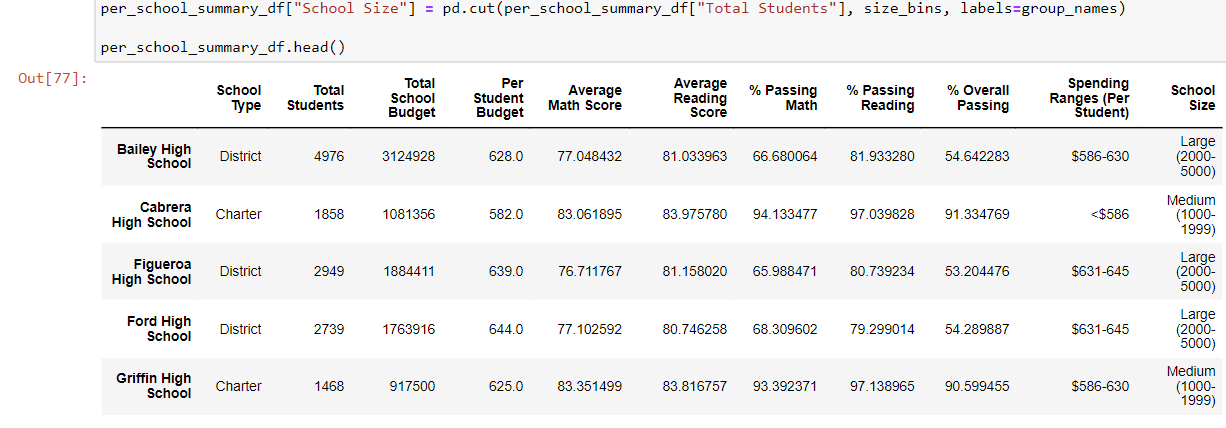 per_school_summary_df["School Size"] = pd.cut(per_school_summary_df["Total Students"], size_bins, labels=group_names)
per_school_summary_df.head()
Out[77]:
School Type Total Students Total School Budget Per Student Budget Average Math Score Average Reading Score % Passing Math % Passing Reading % Overall Passing Spending Ranges (Per Student) School Size
Bailey High School District 4976 3124928 628.0 77.048432 81.033963 66.680064 81.933280 54.642283 $586-630 Large (2000-5000)
Cabrera High School Charter 1858 1081356 582.0 83.061895 83.975780 94.133477 97.039828 91.334769 <$586 Medium (1000-1999)
Figueroa High School District 2949 1884411 639.0 76.711767 81.158020 65.988471 80.739234 53.204476 $631-645 Large (2000-5000)
Ford High School District 2739 1763916 644.0 77.102592 80.746258 68.309602 79.299014 54.289887 $631-645 Large (2000-5000)
Griffin High School Charter 1468 917500 625.0 83.351499 83.816757 93.392371 97.138965 90.599455 $586-630 Medium (1000-1999)